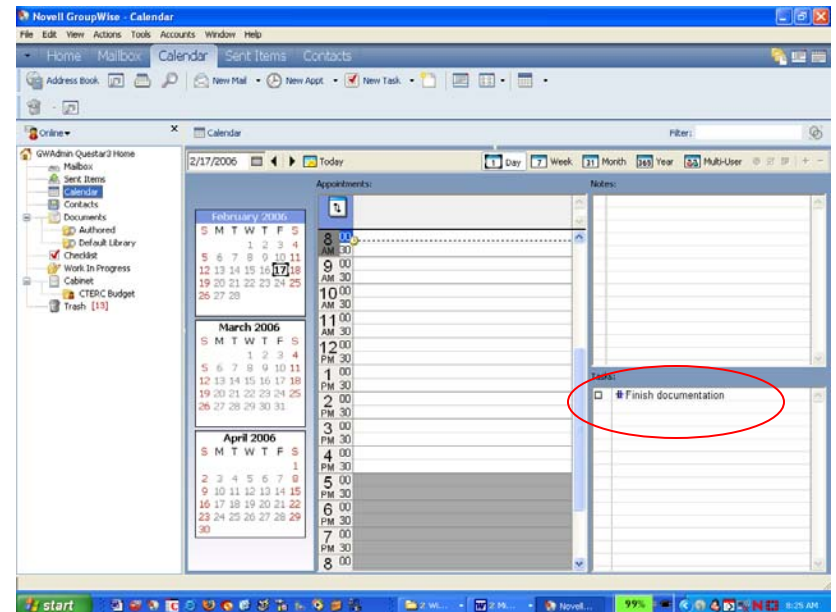 Novell GroupWise - Calendar
File Edit View Actions Tools Accounts Window Help
Home Mailbox Calendar Sent Items Contacts
Address Book New Mail New Appt New Task
Online Calendar Filter:
GWAdmin Questar3 Home
Mailbox
Sent Items
Calendar
Contacts
Documents
Authored
Default Library
Checklist
Work In Progress
Cabinet
CTERC Budget
Trash [13]
2/17/2006 Today 1 Day 7 Week 31 Month 365 Year Multi-User
February 2006
S M T W T F S
1 2 3 4
5 6 7 8 9 10 11
12 13 14 15 16 17 18
19 20 21 22 23 24 25
26 27 28
March 2006
S M T W T F S
1 2 3 4
5 6 7 8 9 10 11
12 13 14 15 16 17 18
19 20 21 22 23 24 25
26 27 28 29 30 31
April 2006
S M T W T F S
1
2 3 4 5 6 7 8
9 10 11 12 13 14 15
16 17 18 19 20 21 22
23 24 25 26 27 28 29
30
Appointments:
8 00
AM 30
9 00
AM 30
10 00
AM 30
11 00
AM 30
12 00
PM 30
1 00
PM 30
2 00
PM 30
3 00
PM 30
4 00
PM 30
5 00
PM 30
6 00
PM 30
7 00
PM 30
8 00
Notes:
Tasks:
Finish documentation
start 2 Wi... 2 Mi... Novel... 99% 8:25 AM